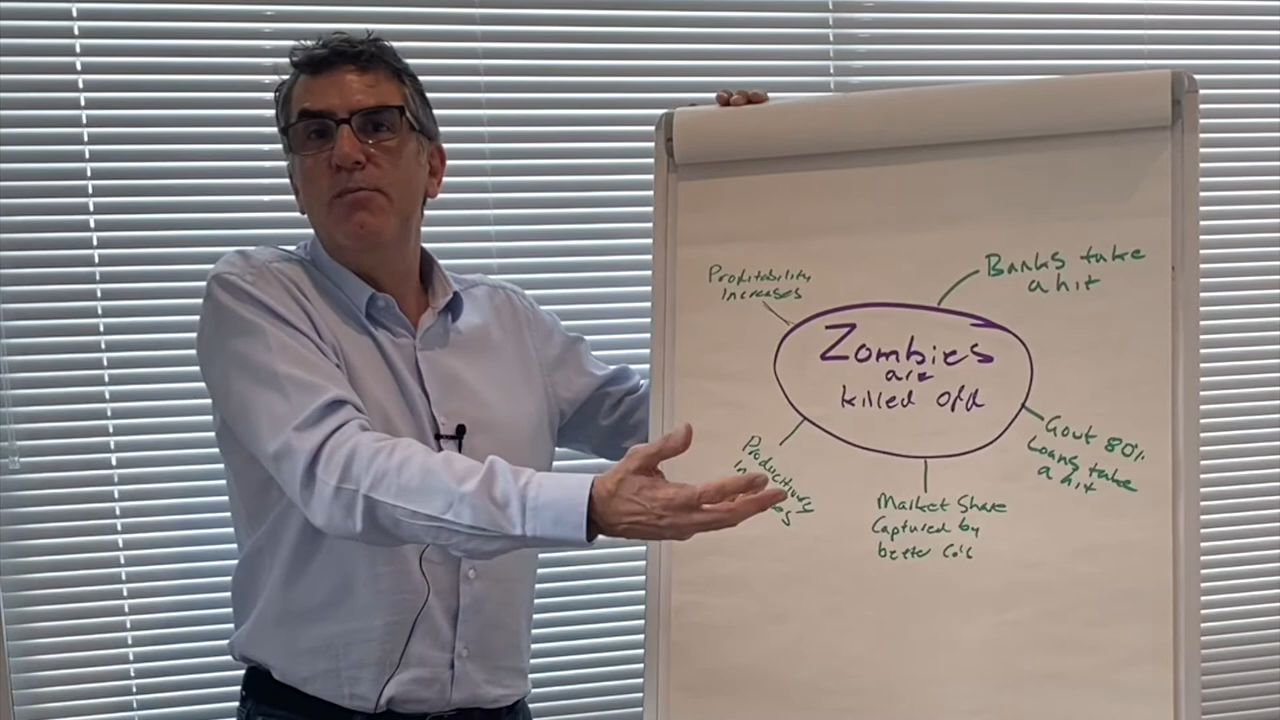 Zombies
are
killed off
Banks take
a hit
Govt 80%
Loans take
a hit
Market Share
Captured by
better Co's
Profitability
Increases